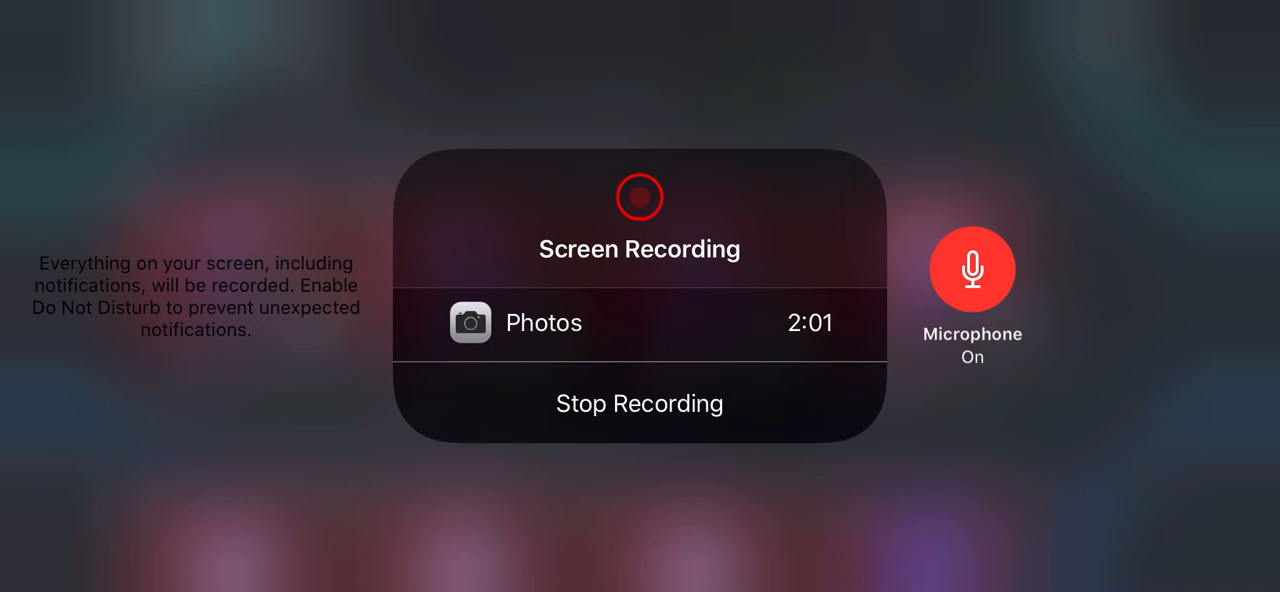 Everything on your screen, including
notifications, will be recorded. Enable
Do Not Disturb to prevent unexpected
notifications.
Screen Recording
Photos 2:01
Stop Recording
Microphone
On